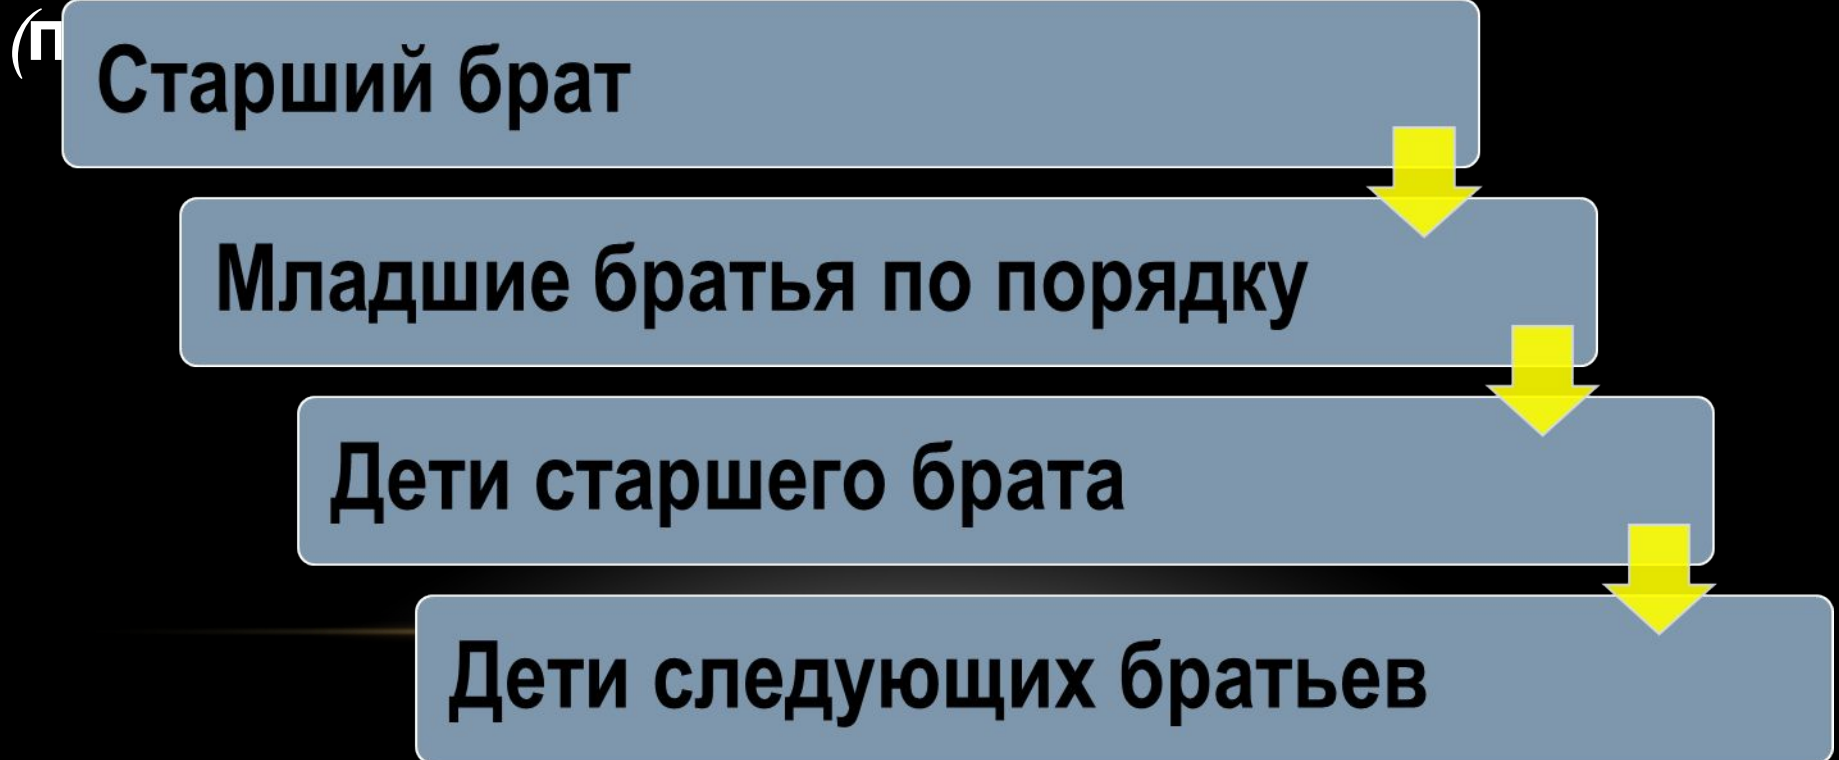 Старший брат
Младшие братья по порядку
Дети старшего брата
Дети следующих братьев